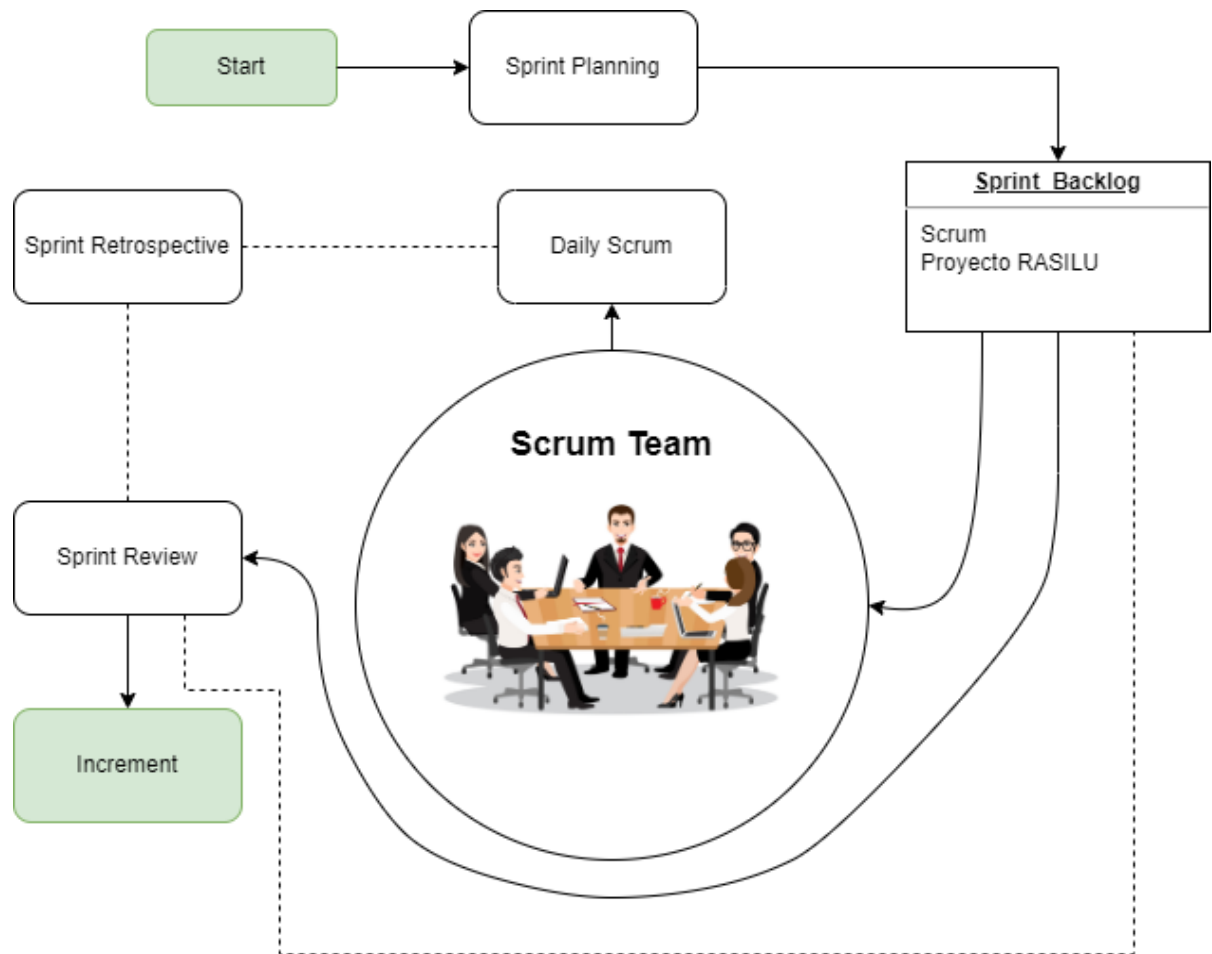 Start
Sprint Planning
Sprint Backlog
Scrum
Proyecto RASILU
Sprint Retrospective
Daily Scrum
Scrum Team
Sprint Review
Increment